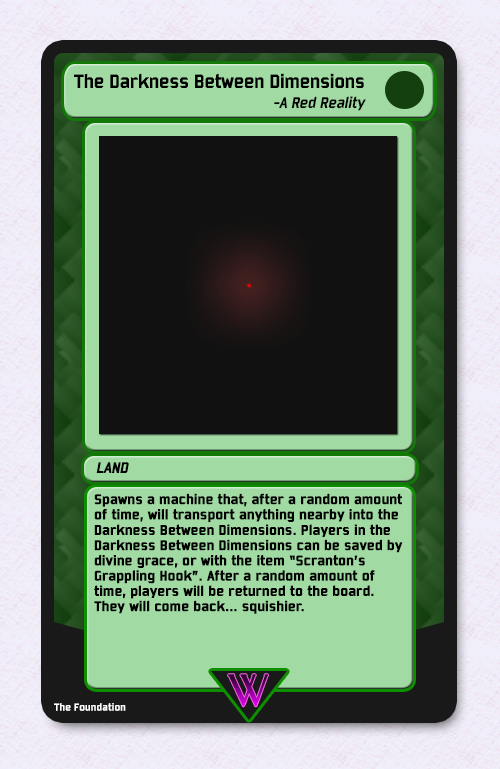 The Darkness Between Dimensions
-A Red Reality
LAND
Spawns a machine that, after a random amount
of time, will transport anything nearby into the
Darkness Between Dimensions. Players in the
Darkness Between Dimensions can be saved by
divine grace, or with the item "Scranton's
Grappling Hook". After a random amount of
time, players will be returned to the board.
They will come back... squishier.
W
The Foundation